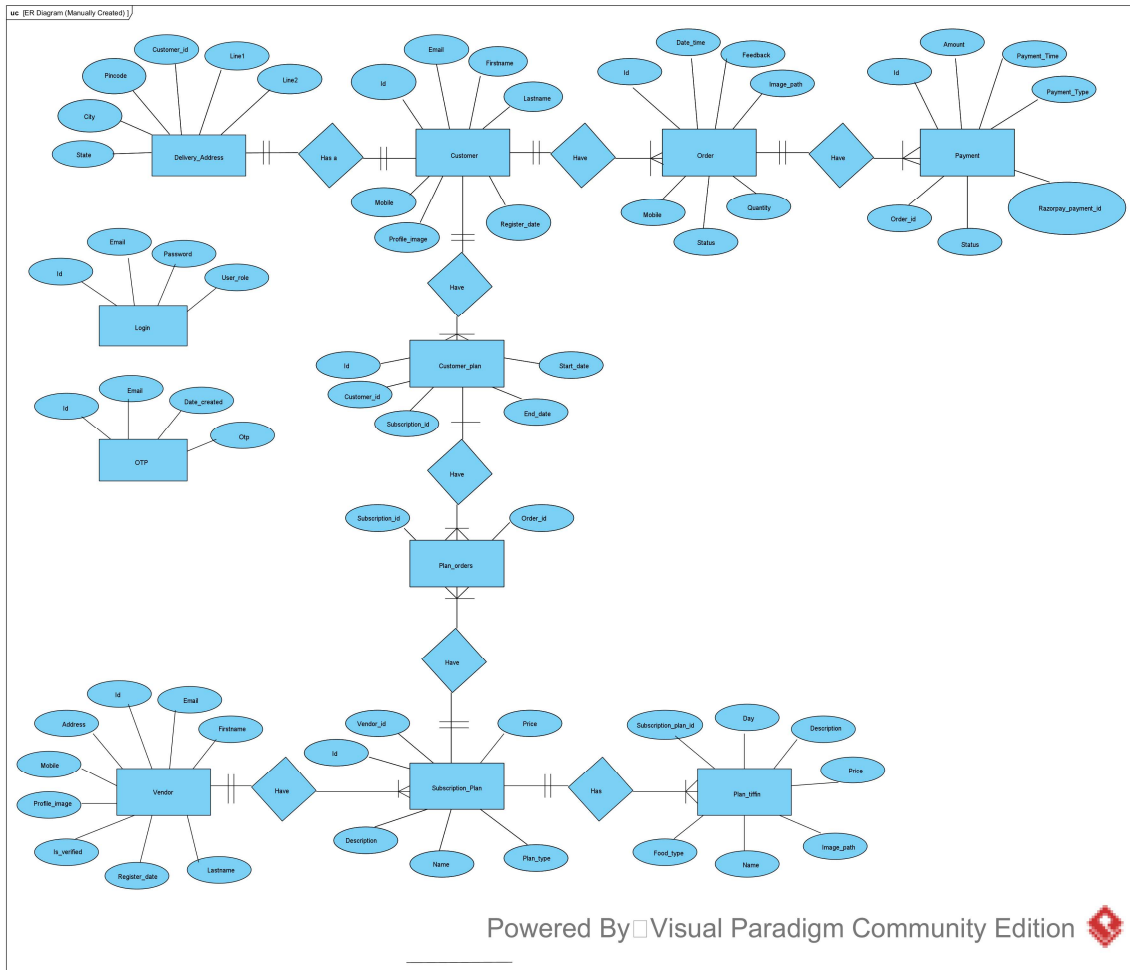 uc [ER Diagram (Manually Created) ]
Customer_id
Pincode
Line1
Line2
City
State
Delivery_Address
Has a
Email
Firstname
Id
Lastname
Customer
Mobile
Profile_image
Register_date
Have
Date_time
Feedback
Id
Image_path
Order
Mobile
Status
Quantity
Have
Amount
Payment_Time
Id
Payment_Type
Payment
Order_id
Status
Razorpay_payment_id
Email
Password
Id
User_role
Login
Have
Email
Date_created
Id
Otp
OTP
Id
Start_date
Customer_plan
Customer_id
End_date
Subscription_id
Have
Subscription_id
Order_id
Plan_orders
Have
Id
Email
Address
Firstname
Mobile
Vendor
Profile_image
Is_verified
Register_date
Lastname
Have
Vendor_id
Price
Id
Subscription_Plan
Description
Name
Plan_type
Has
Subscription_plan_id
Day
Description
Price
Plan_tiffin
Food_type
Name
Image_path
Powered By Visual Paradigm Community Edition